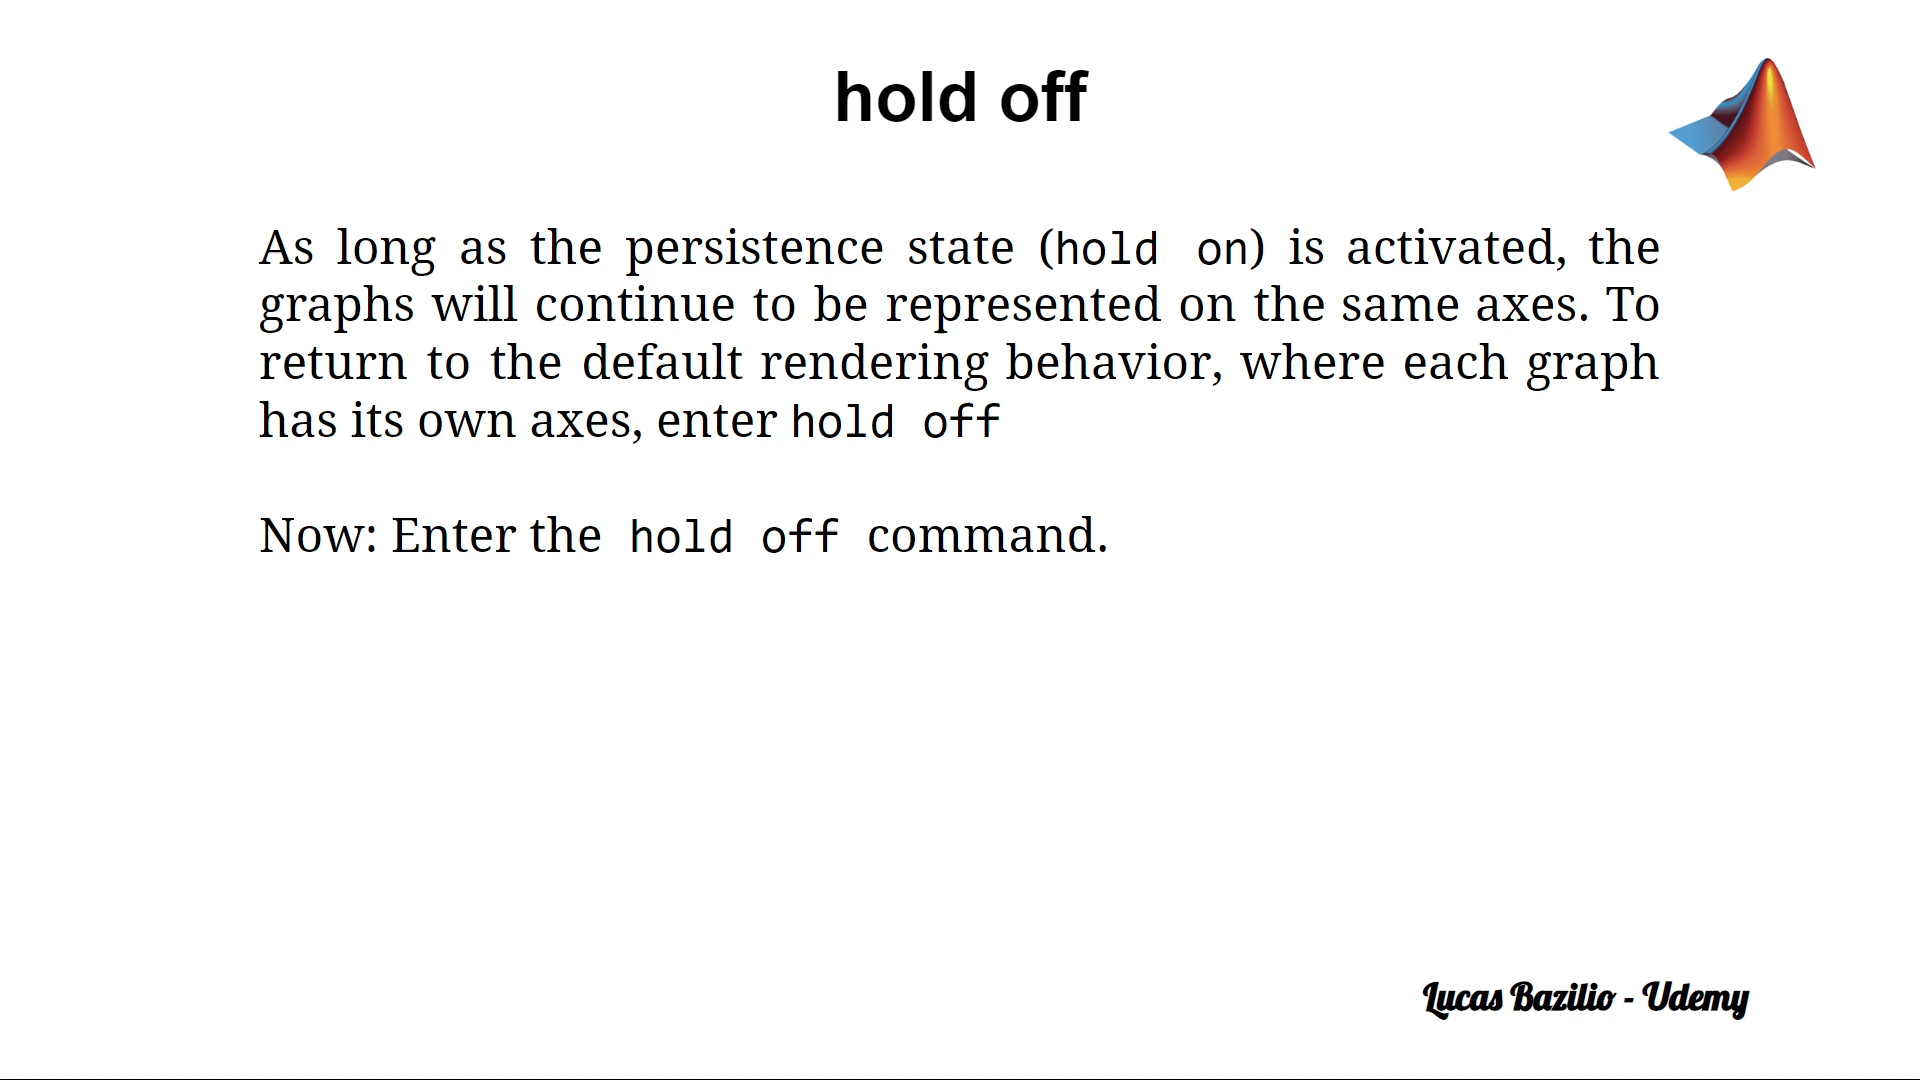 hold off
As long as the persistence state (hold on) is activated, the
graphs will continue to be represented on the same axes. To
return to the default rendering behavior, where each graph
has its own axes, enter hold off
Now: Enter the hold off command.
Lucas Bazilio - Udemy